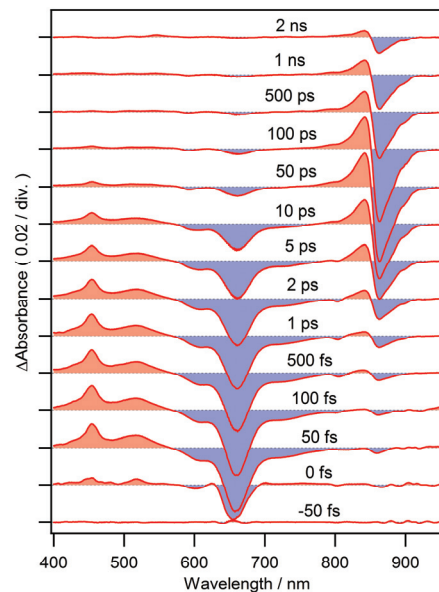 ΔAbsorbance ( 0.02 / div. )
2 ns
1 ns
500 ps
100 ps
50 ps
10 ps
5 ps
2 ps
1 ps
500 fs
100 fs
50 fs
0 fs
-50 fs
400 500 600 700 800 900
Wavelength / nm